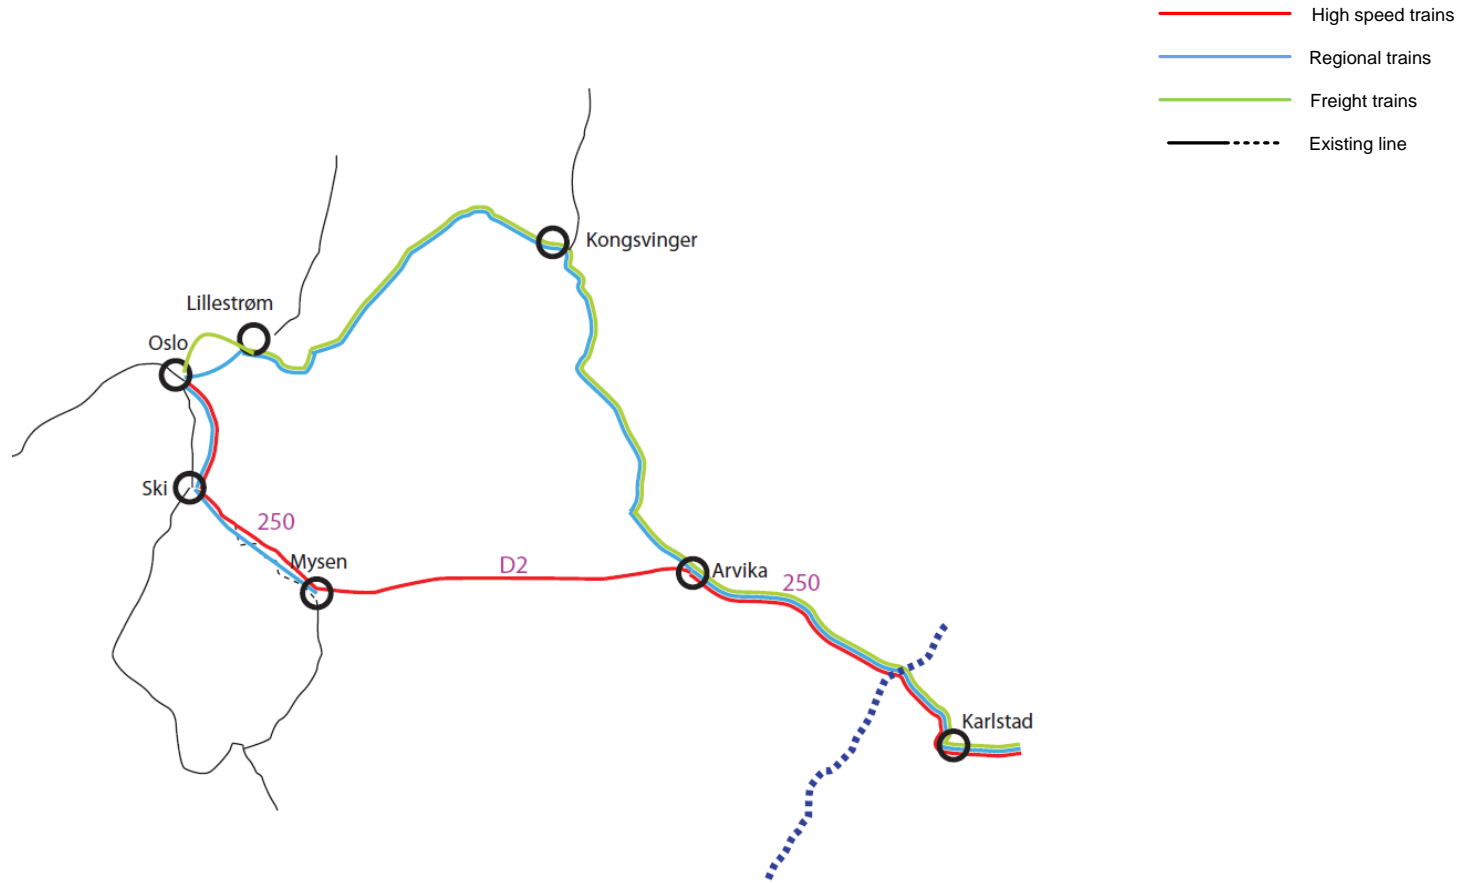 High speed trains
Regional trains
Freight trains
Existing line
Kongsvinger
Lillestrøm
Oslo
Ski
250
Mysen
D2
Arvika
250
Karlstad